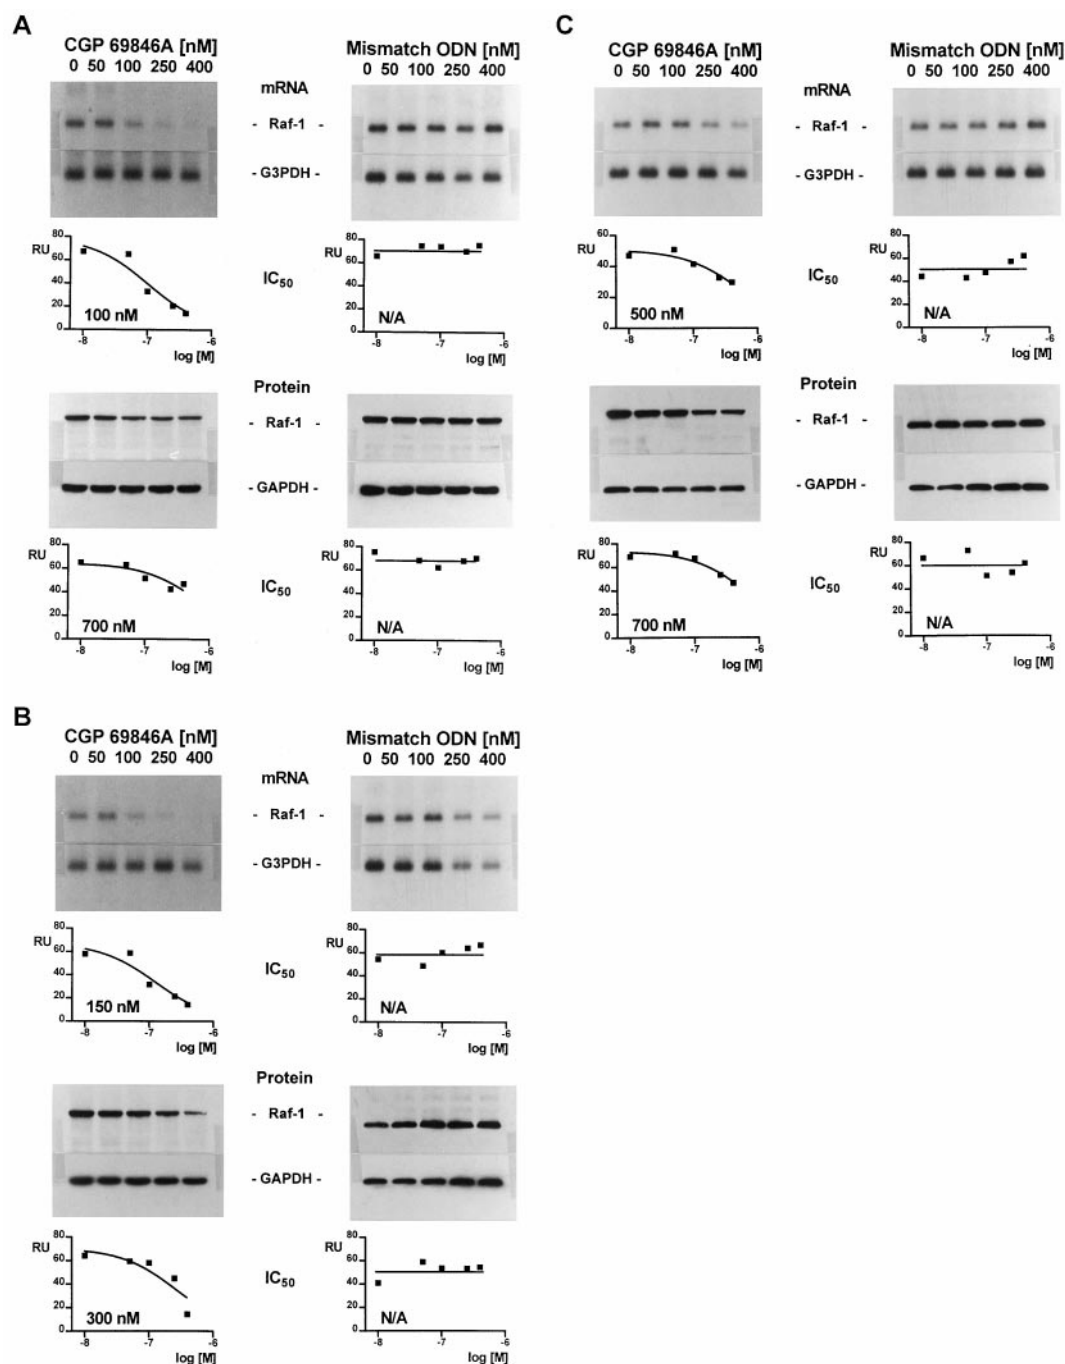 A
CGP 69846A [nM]
0 50 100 250 400
Mismatch ODN [nM]
0 50 100 250 400
mRNA
- Raf-1 -
- G3PDH -
80
RU
60
40
20
0
100 nM
-8 -7 -6
log [M]
IC50
80
RU
60
40
20
0
N/A
-8 -7 -6
log [M]
Protein
- Raf-1 -
- GAPDH -
80
RU
60
40
20
0
700 nM
-8 -7 -6
log [M]
IC50
80
RU
60
40
20
0
N/A
-8 -7 -6
log [M]
C
CGP 69846A [nM]
0 50 100 250 400
Mismatch ODN [nM]
0 50 100 250 400
mRNA
- Raf-1 -
- G3PDH -
RU
60
40
20
0
500 nM
-8 -7 -6
log [M]
IC50
80
RU
60
40
20
0
N/A
-8 -7 -6
log [M]
Protein
- Raf-1 -
- GAPDH -
80
RU
60
40
20
0
700 nM
-8 -7 -6
log [M]
IC50
80
RU
60
40
20
0
N/A
-8 -7 -6
log [M]
B
CGP 69846A [nM]
0 50 100 250 400
Mismatch ODN [nM]
0 50 100 250 400
mRNA
- Raf-1 -
- G3PDH -
80
RU
60
40
20
0
150 nM
-8 -7 -6
log [M]
IC50
80
RU
60
40
20
0
N/A
-8 -7 -6
log [M]
Protein
- Raf-1 -
- GAPDH -
80
RU
60
40
20
0
300 nM
-8 -7 -6
log [M]
IC50
80
RU
60
40
20
0
N/A
-8 -7 -6
log [M]